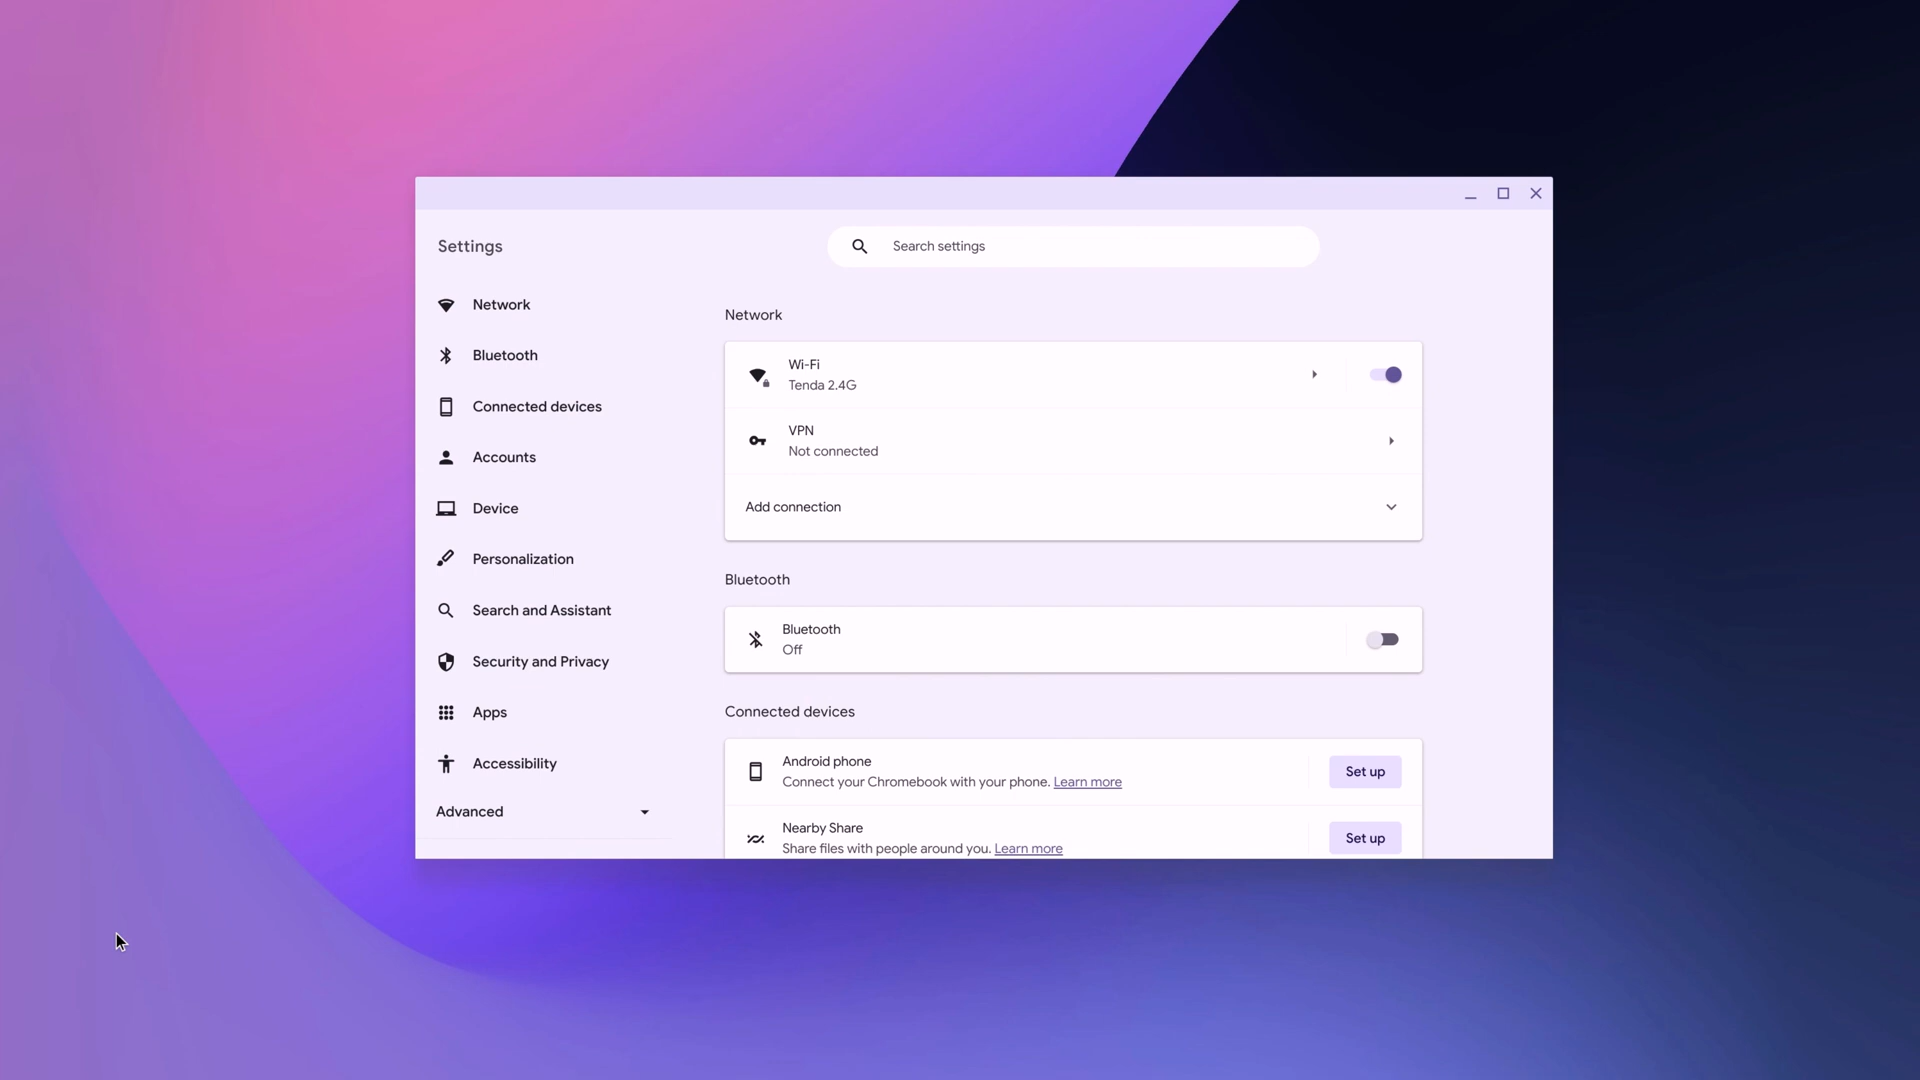 Settings
Search settings
Network
Bluetooth
Connected devices
Accounts
Device
Personalization
Search and Assistant
Security and Privacy
Apps
Accessibility
Advanced
Network
Wi-Fi
Tenda 2.4G
VPN
Not connected
Add connection
Bluetooth
Bluetooth
Off
Connected devices
Android phone
Connect your Chromebook with your phone. Learn more
Set up
Nearby Share
Share files with people around you. Learn more
Set up